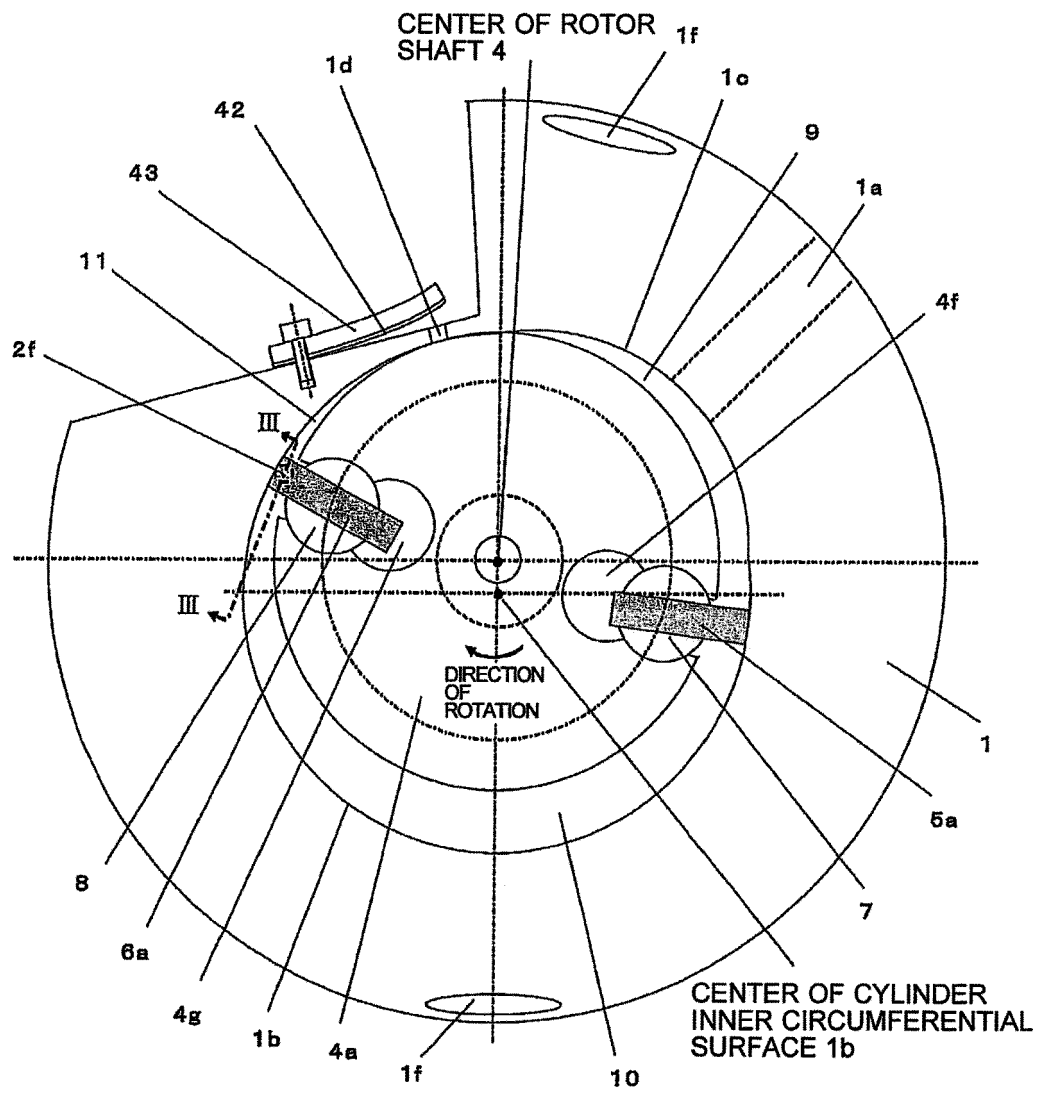 CENTER OF ROTOR
SHAFT 4
1f
1d
1c
42
9
43
1a
11
4f
2f
III
III
DIRECTION
OF
ROTATION
1
5a
8
7
6a
4g
1b
4a
1f
10
CENTER OF CYLINDER
INNER CIRCUMFERENTIAL
SURFACE 1b